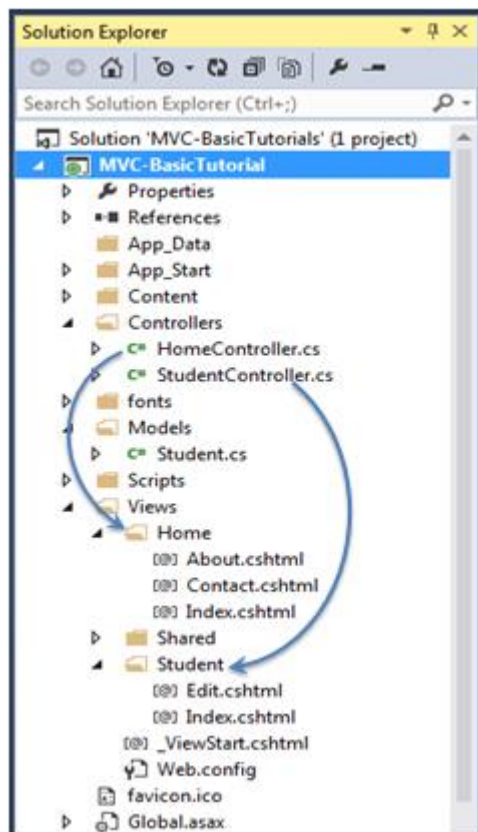 Solution Explorer
Search Solution Explorer (Ctrl+;)
Solution 'MVC-BasicTutorials' (1 project)
MVC-BasicTutorial
Properties
References
App_Data
App_Start
Content
Controllers
C# HomeController.cs
C# StudentController.cs
fonts
Models
C# Student.cs
Scripts
Views
Home
[@] About.cshtml
[@] Contact.cshtml
[@] Index.cshtml
Shared
Student
[@] Edit.cshtml
[@] Index.cshtml
[@] _ViewStart.cshtml
Web.config
favicon.ico
Global.asax